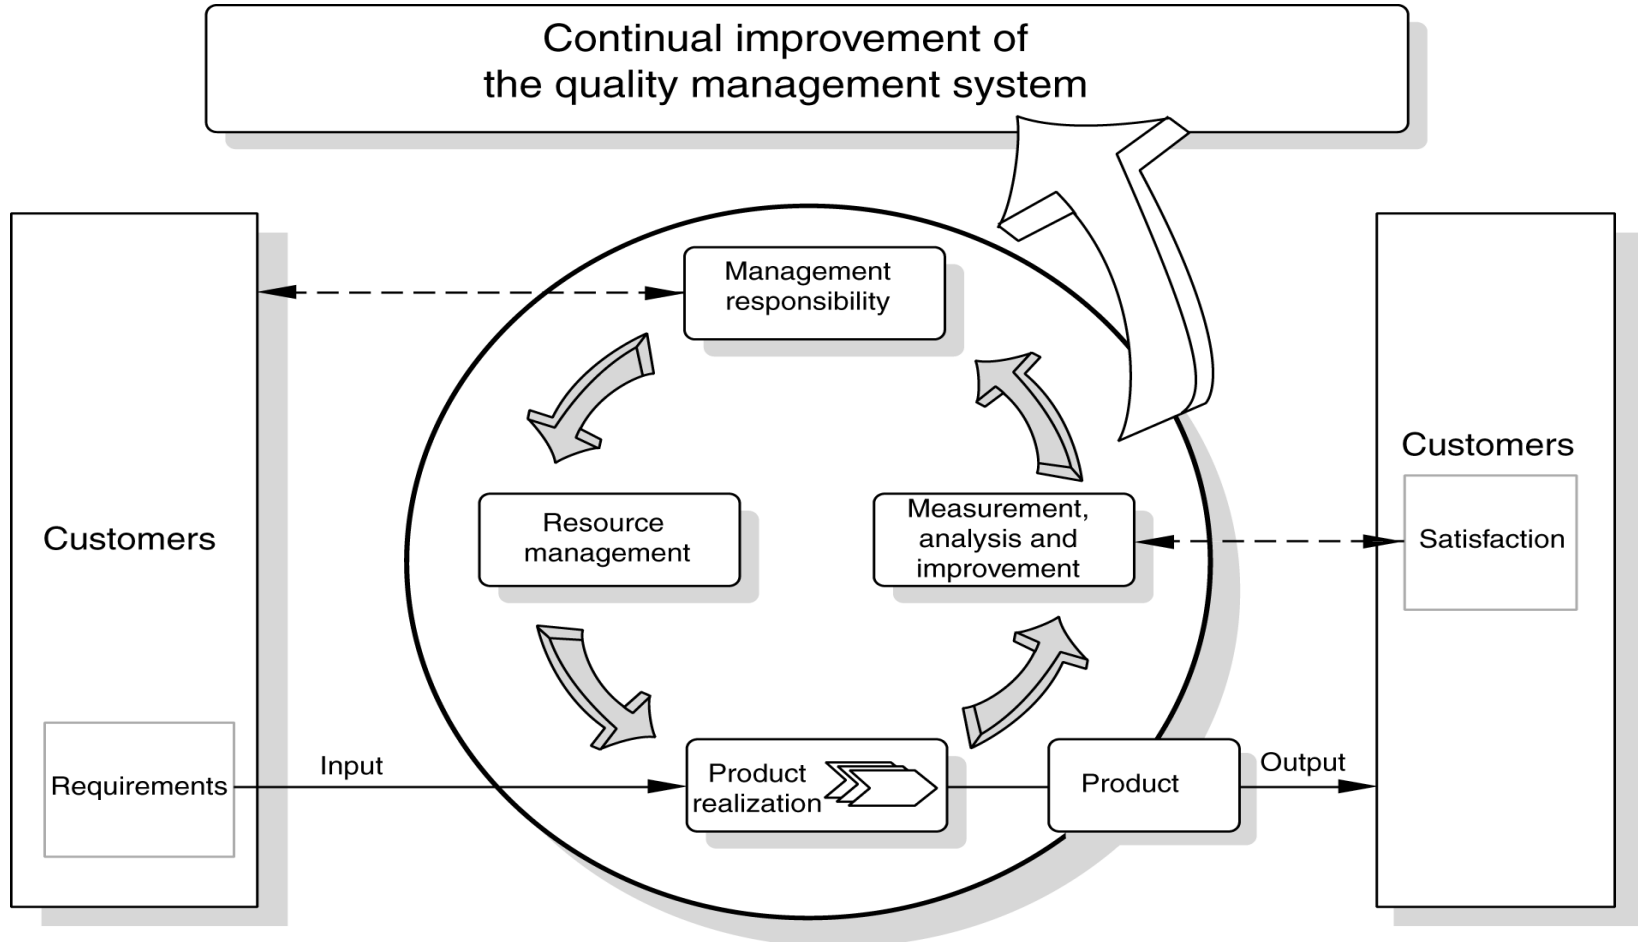 Continual improvement of
the quality management system
Management
responsibility
Customers
Resource
management
Measurement,
analysis and
improvement
Customers
Satisfaction
Requirements
Input
Product
realization
Product
Output